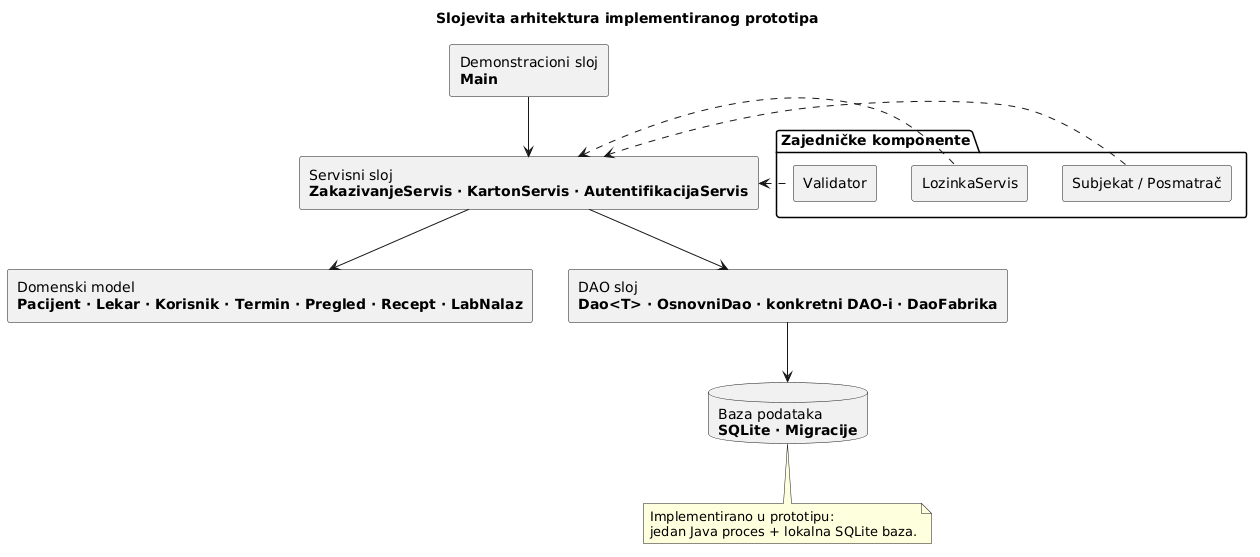 Slojevita arhitektura implementiranog prototipa
Demonstracioni sloj
Main
Zajedničke komponente
Servisni sloj
ZakazivanjeServis · KartonServis · AutentifikacijaServis
Validator
LozinkaServis
Subjekat / Posmatrač
Domenski model
Pacijent · Lekar · Korisnik · Termin · Pregled · Recept · LabNalaz
DAO sloj
Dao<T> · OsnovniDao · konkretni DAO-i · DaoFabrika
Baza podataka
SQLite · Migracije
Implementirano u prototipu:
jedan Java proces + lokalna SQLite baza.